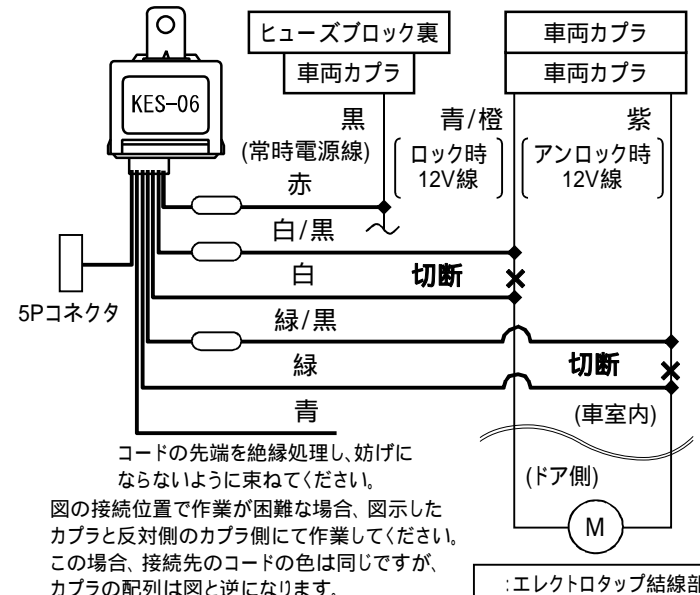 ヒューズブロック裏
車両カプラ
車両カプラ
車両カプラ
KES-06
黒
(常時電源線)
青/橙
ロック時
12V線
紫
アンロック時
12V線
赤
白/黒
白
切断
5Pコネクタ
緑/黒
緑
切断
青
(車室内)
コードの先端を絶縁処理し、妨げに
ならないように束ねてください。
(ドア側)
図の接続位置で作業が困難な場合、図示した
カプラと反対側のカプラ側にて作業してください。
この場合、接続先のコードの色は同じですが、
カプラの配列は図と逆になります。
M
:エレクトロタップ結線部